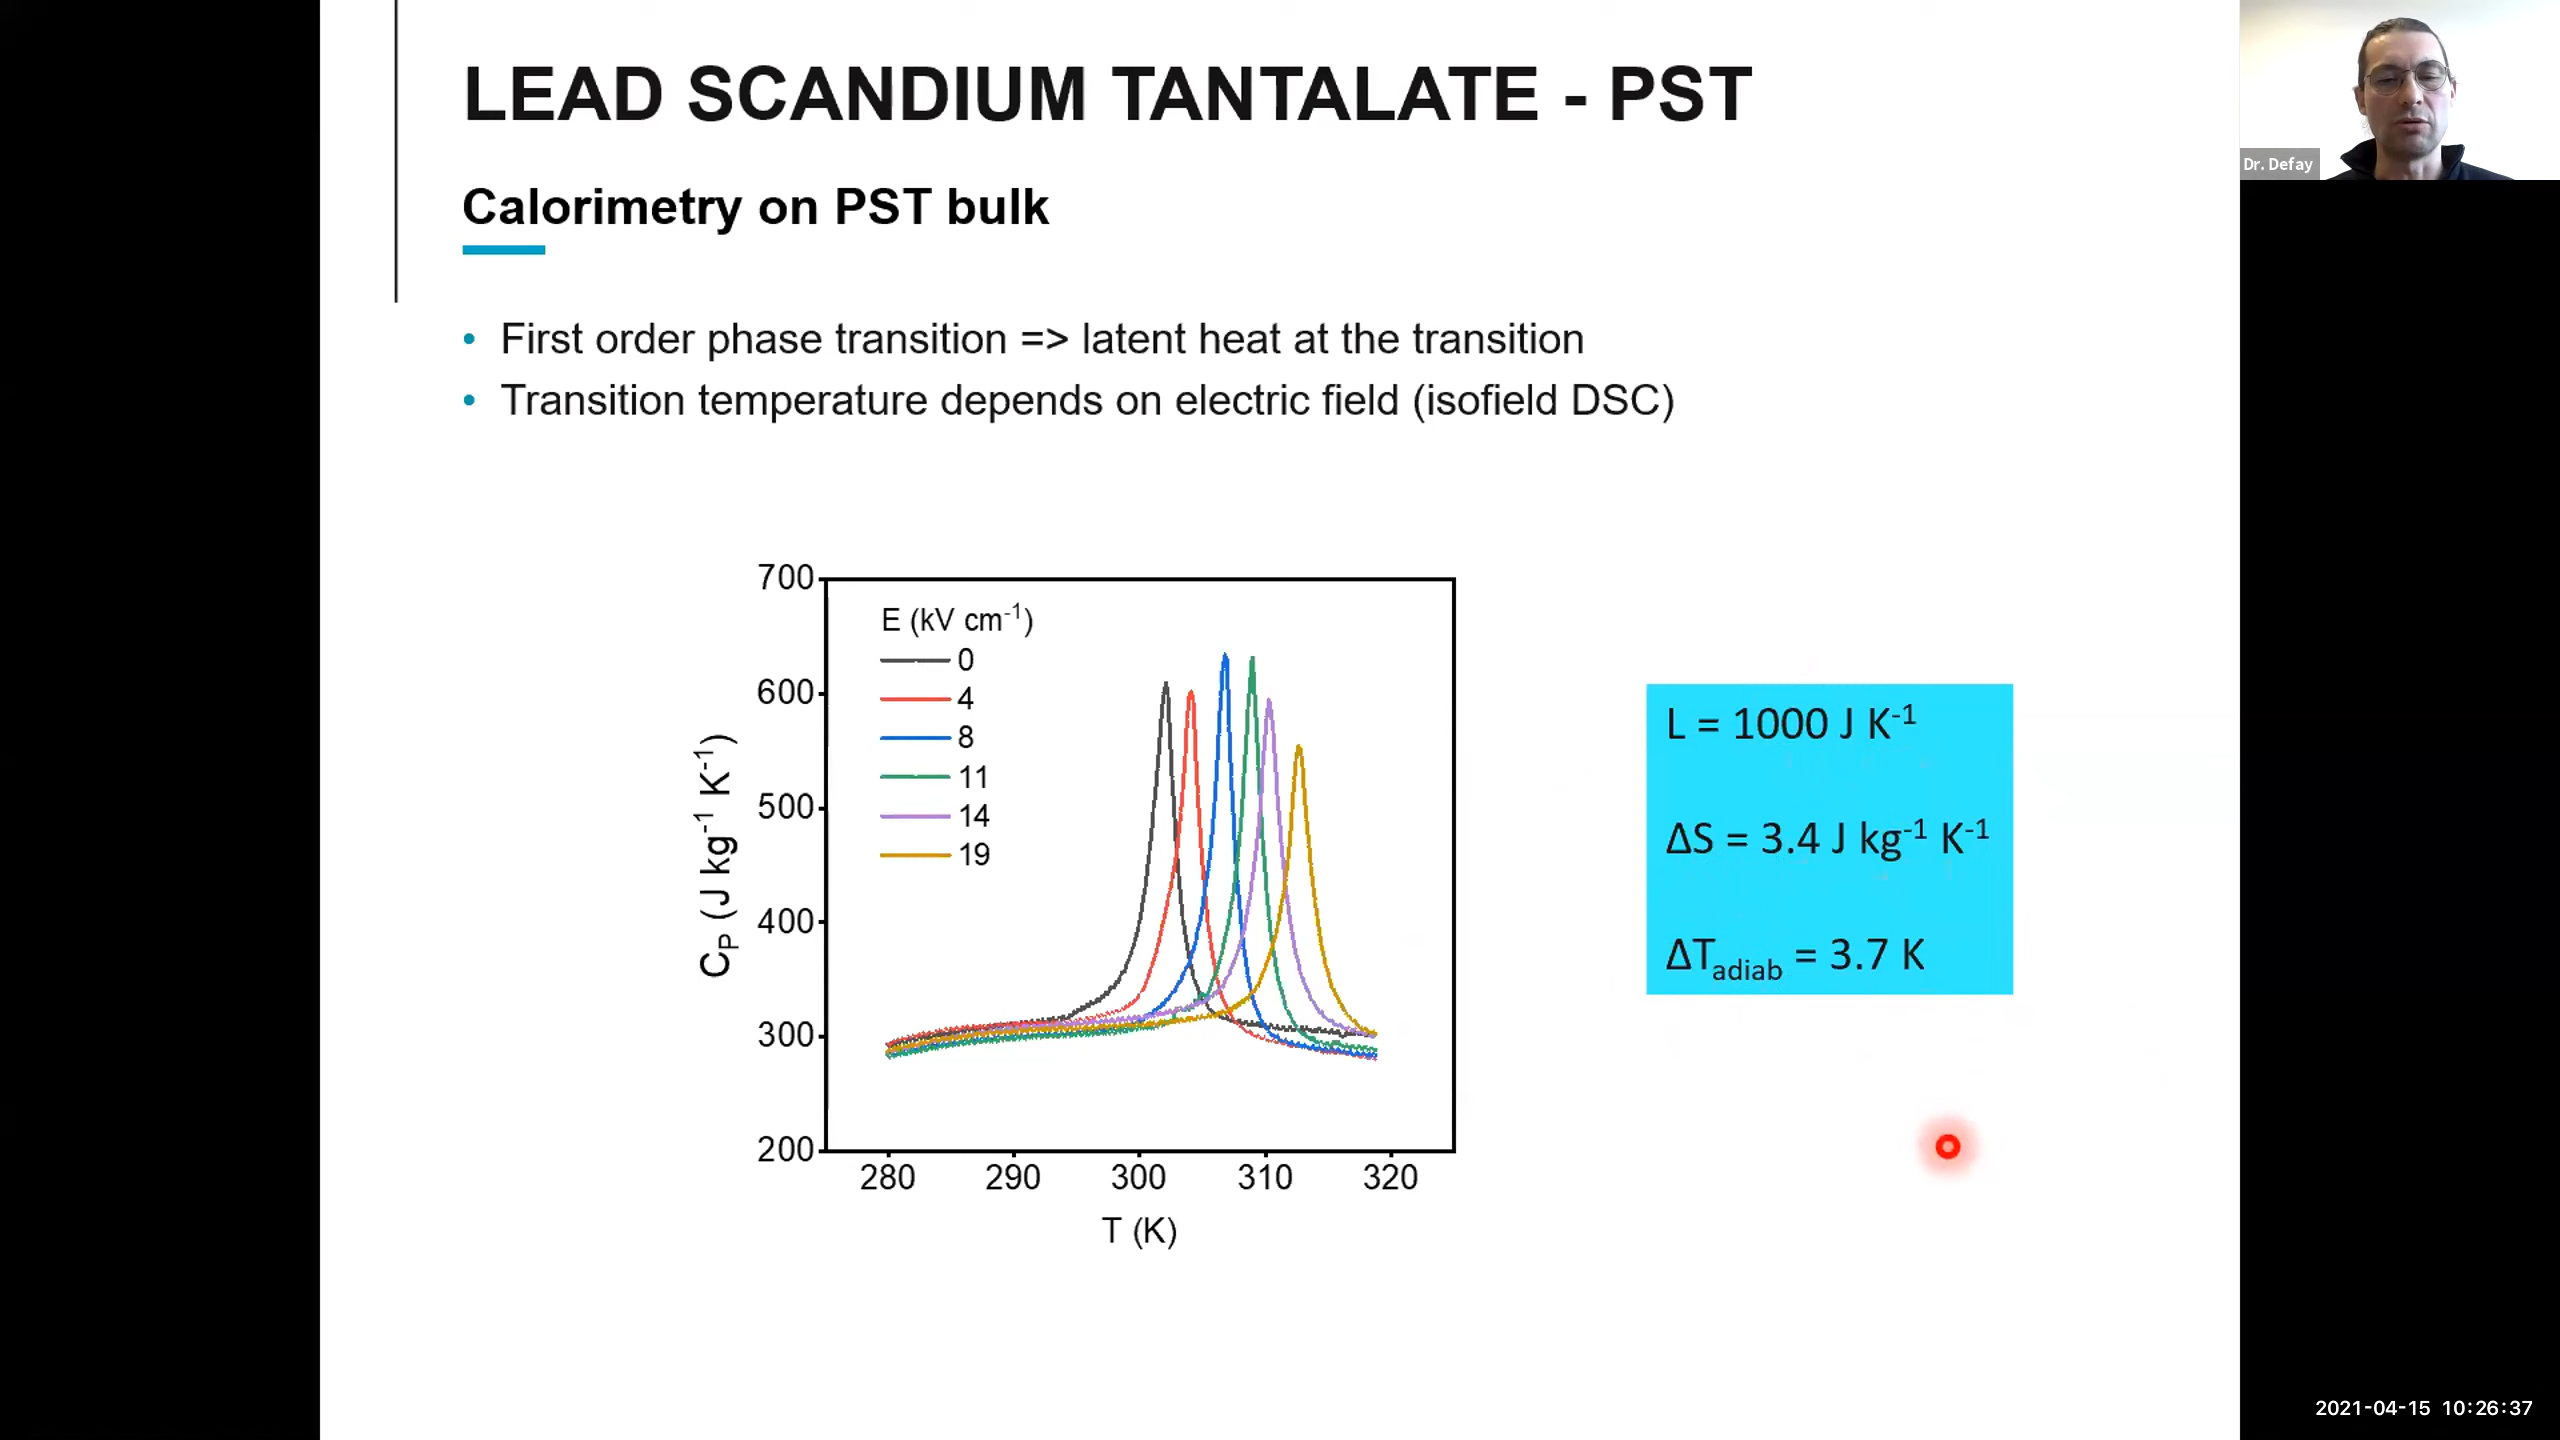 LEAD SCANDIUM TANTALATE - PST
Dr. Defay
Calorimetry on PST bulk
• First order phase transition => latent heat at the transition
• Transition temperature depends on electric field (isofield DSC)
700
600
500
400
300
200
C_P (J kg⁻¹ K⁻¹)
E (kV cm⁻¹)
0
4
8
11
14
19
280 290 300 310 320
T (K)
L = 1000 J K⁻¹
ΔS = 3.4 J kg⁻¹ K⁻¹
ΔT_adiab = 3.7 K
2021-04-15 10:26:37